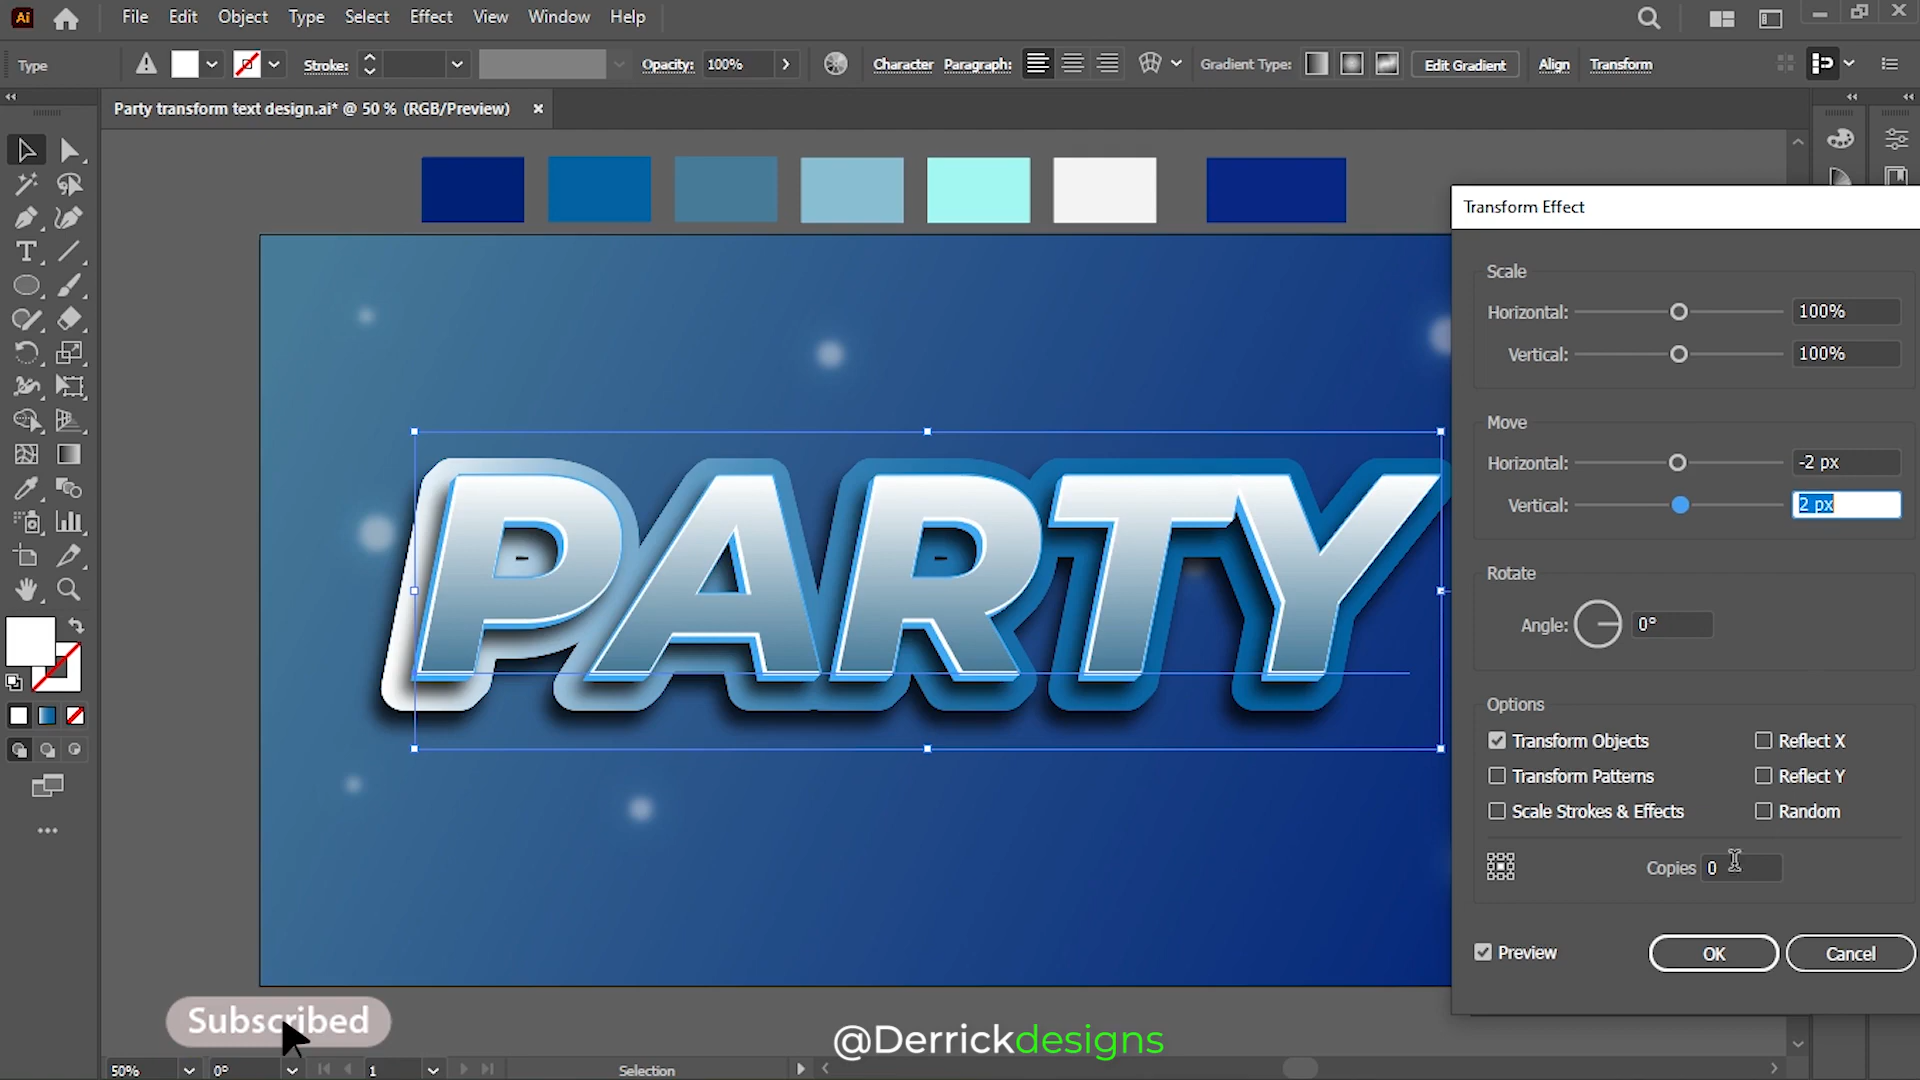 Ai File Edit Object Type Select Effect View Window Help
Type Stroke: Opacity: 100% Character Paragraph: Gradient Type: Edit Gradient Align Transform
Party transform text design.ai* @ 50 % (RGB/Preview) ×
Transform Effect
Scale
Horizontal: 100%
Vertical: 100%
Move
Horizontal: -2 px
Vertical: 2 px
Rotate
Angle: 0°
Options
Transform Objects Reflect X
Transform Patterns Reflect Y
Scale Strokes & Effects Random
Copies 0
Preview OK Cancel
PARTY
Subscribed
@Derrickdesigns
50% 0° 1 Selection